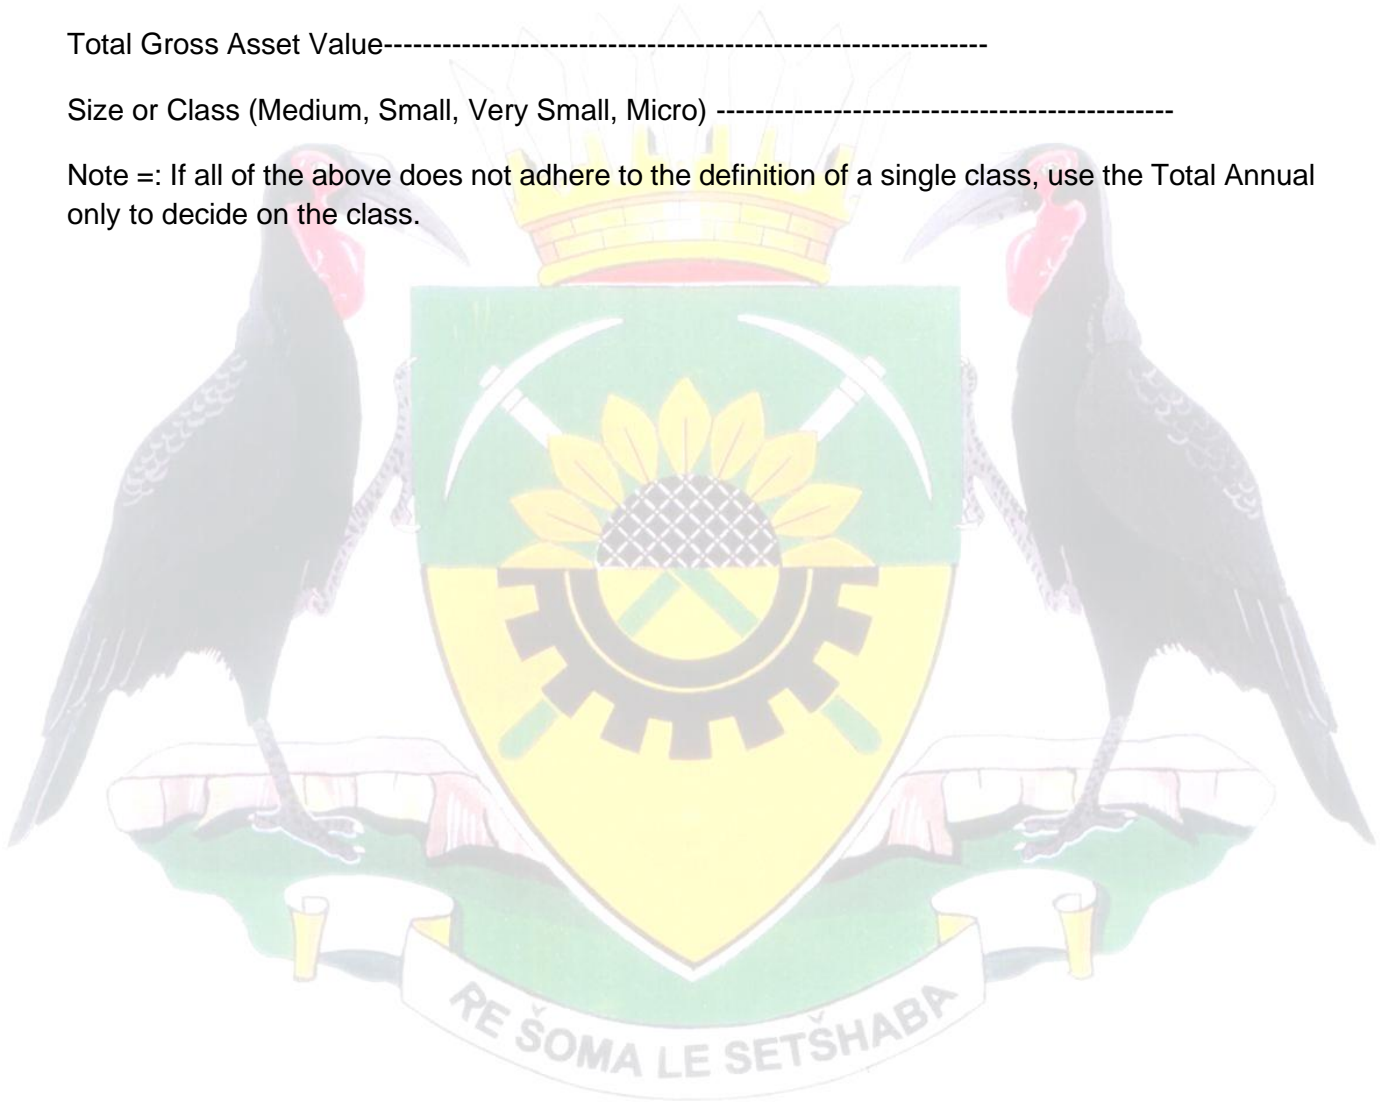 Total Gross Asset Value--------------------------------------------------------------
Size or Class (Medium, Small, Very Small, Micro) -----------------------------------------------
Note =: If all of the above does not adhere to the definition of a single class, use the Total Annual
only to decide on the class.
RE ŠOMA LE SETŠHABA